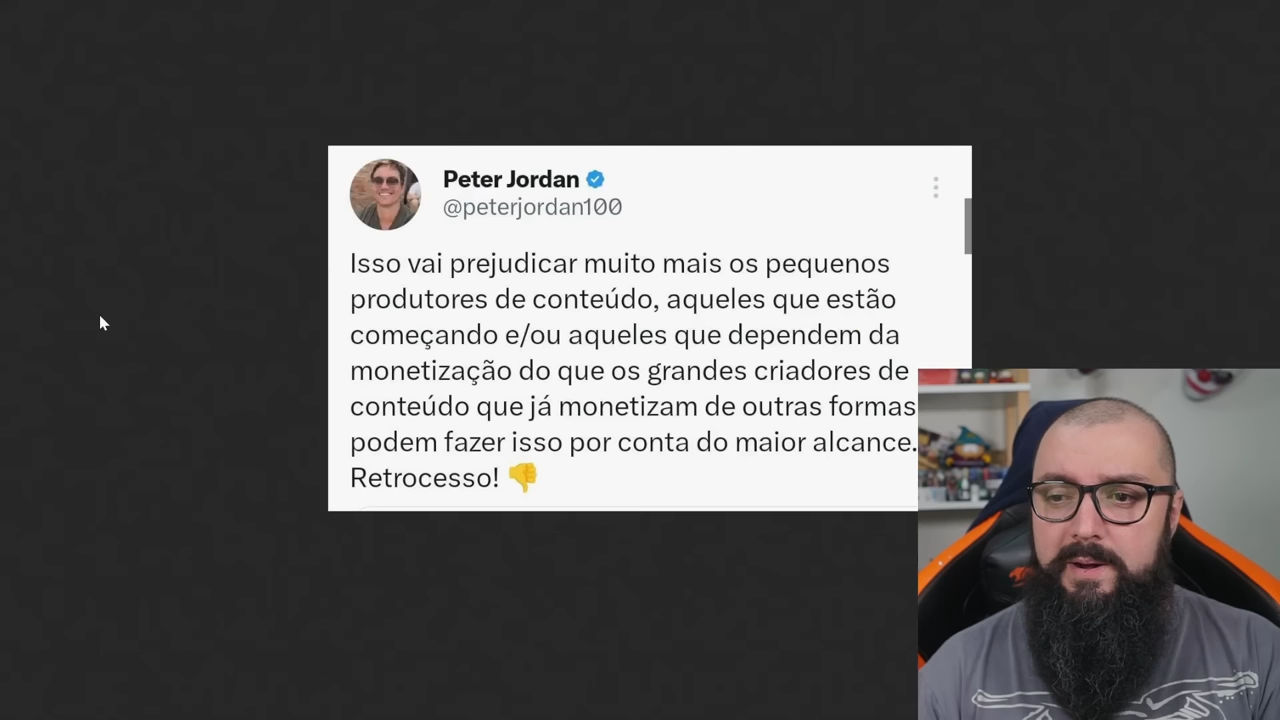 Peter Jordan
@peterjordan100
Isso vai prejudicar muito mais os pequenos
produtores de conteúdo, aqueles que estão
começando e/ou aqueles que dependem da
monetização do que os grandes criadores de
conteúdo que já monetizam de outras formas
podem fazer isso por conta do maior alcance.
Retrocesso! 👎